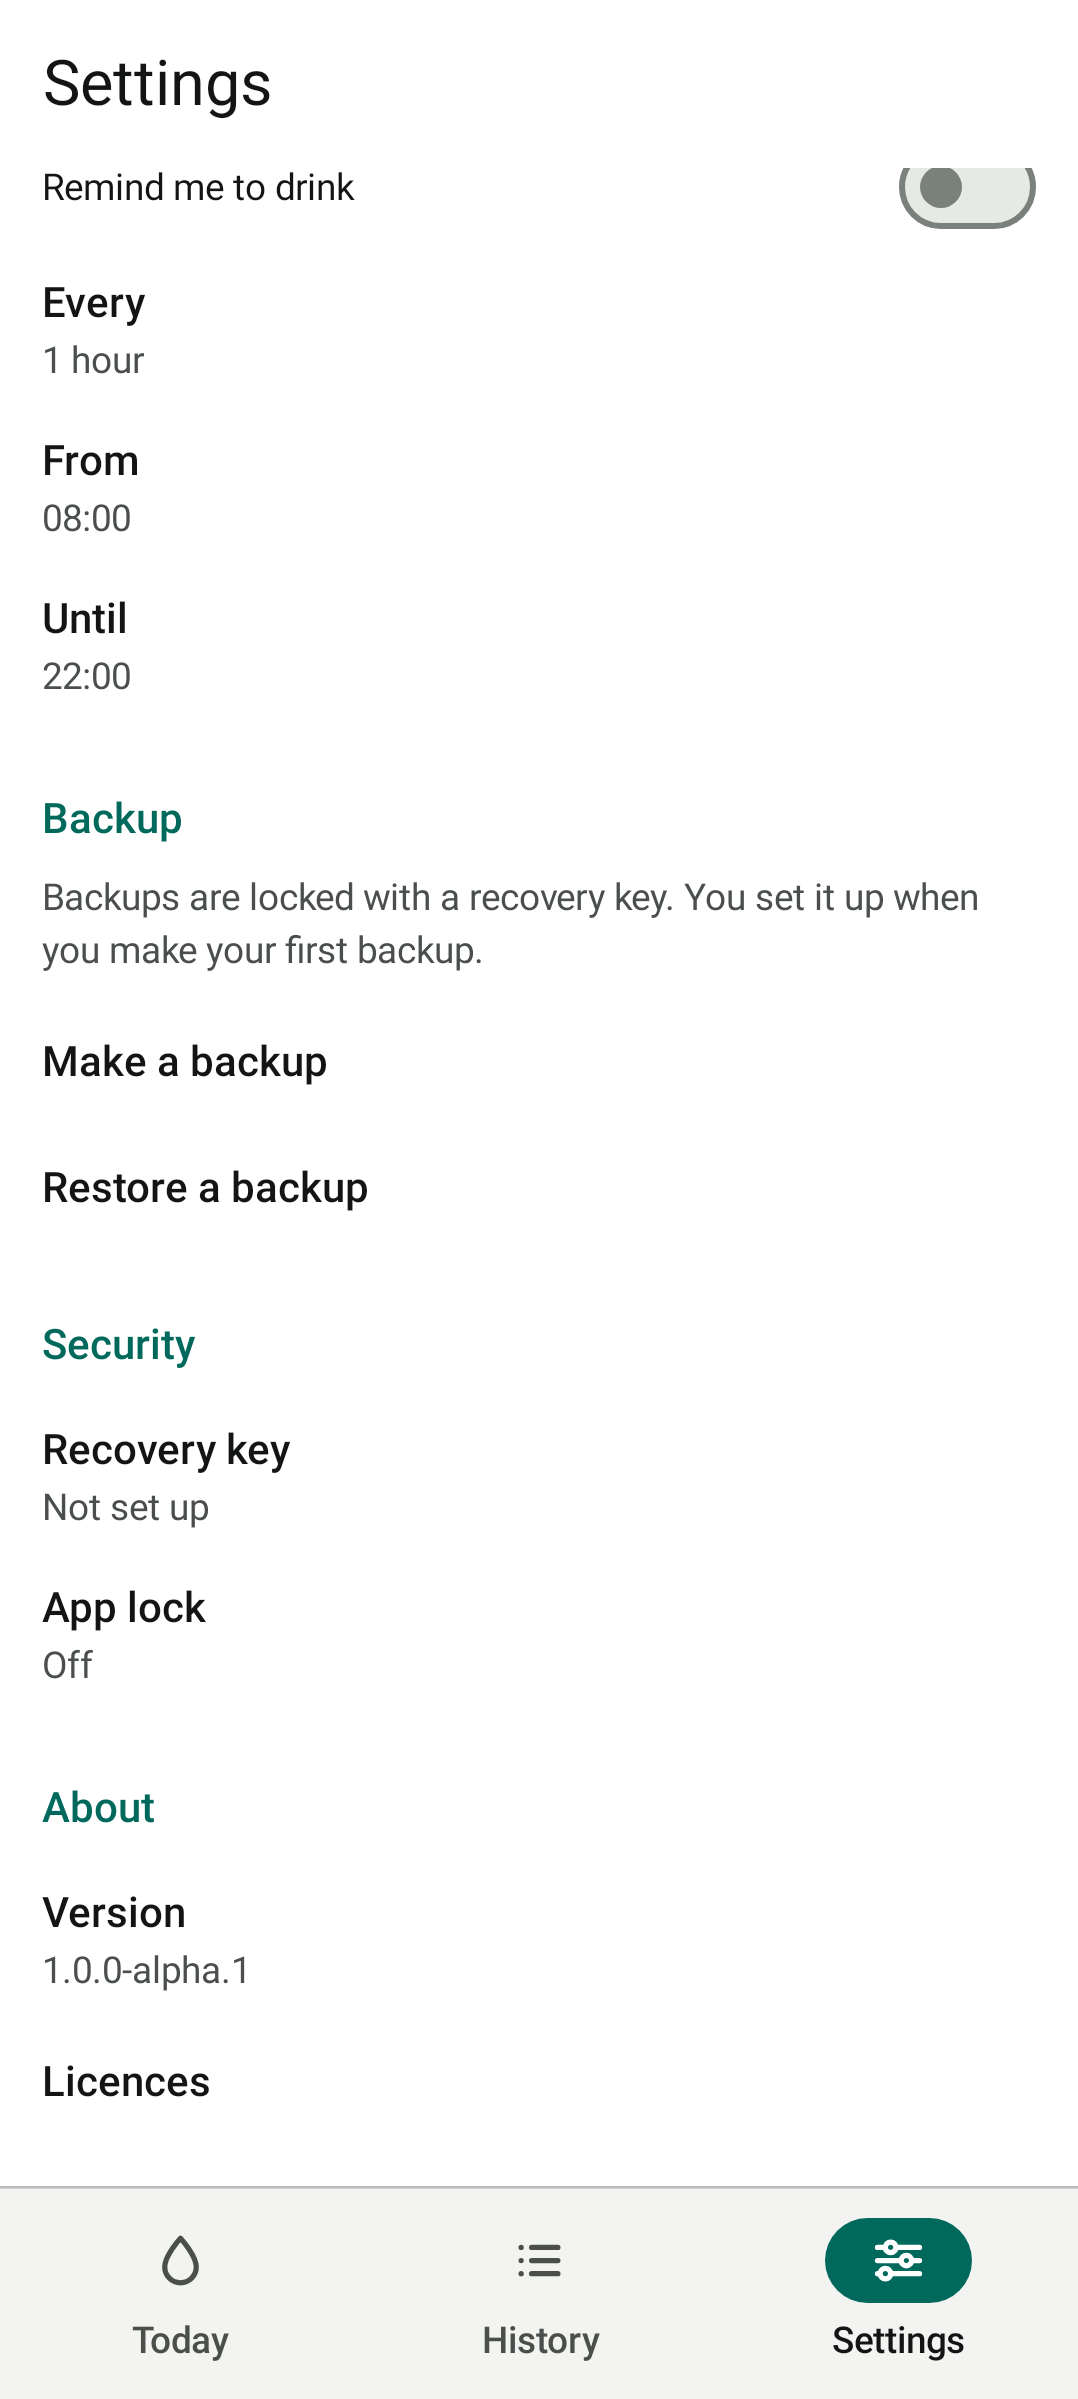 Settings
Remind me to drink
Every
1 hour
From
08:00
Until
22:00
Backup
Backups are locked with a recovery key. You set it up when
you make your first backup.
Make a backup
Restore a backup
Security
Recovery key
Not set up
App lock
Off
About
Version
1.0.0-alpha.1
Licences
Today
History
Settings